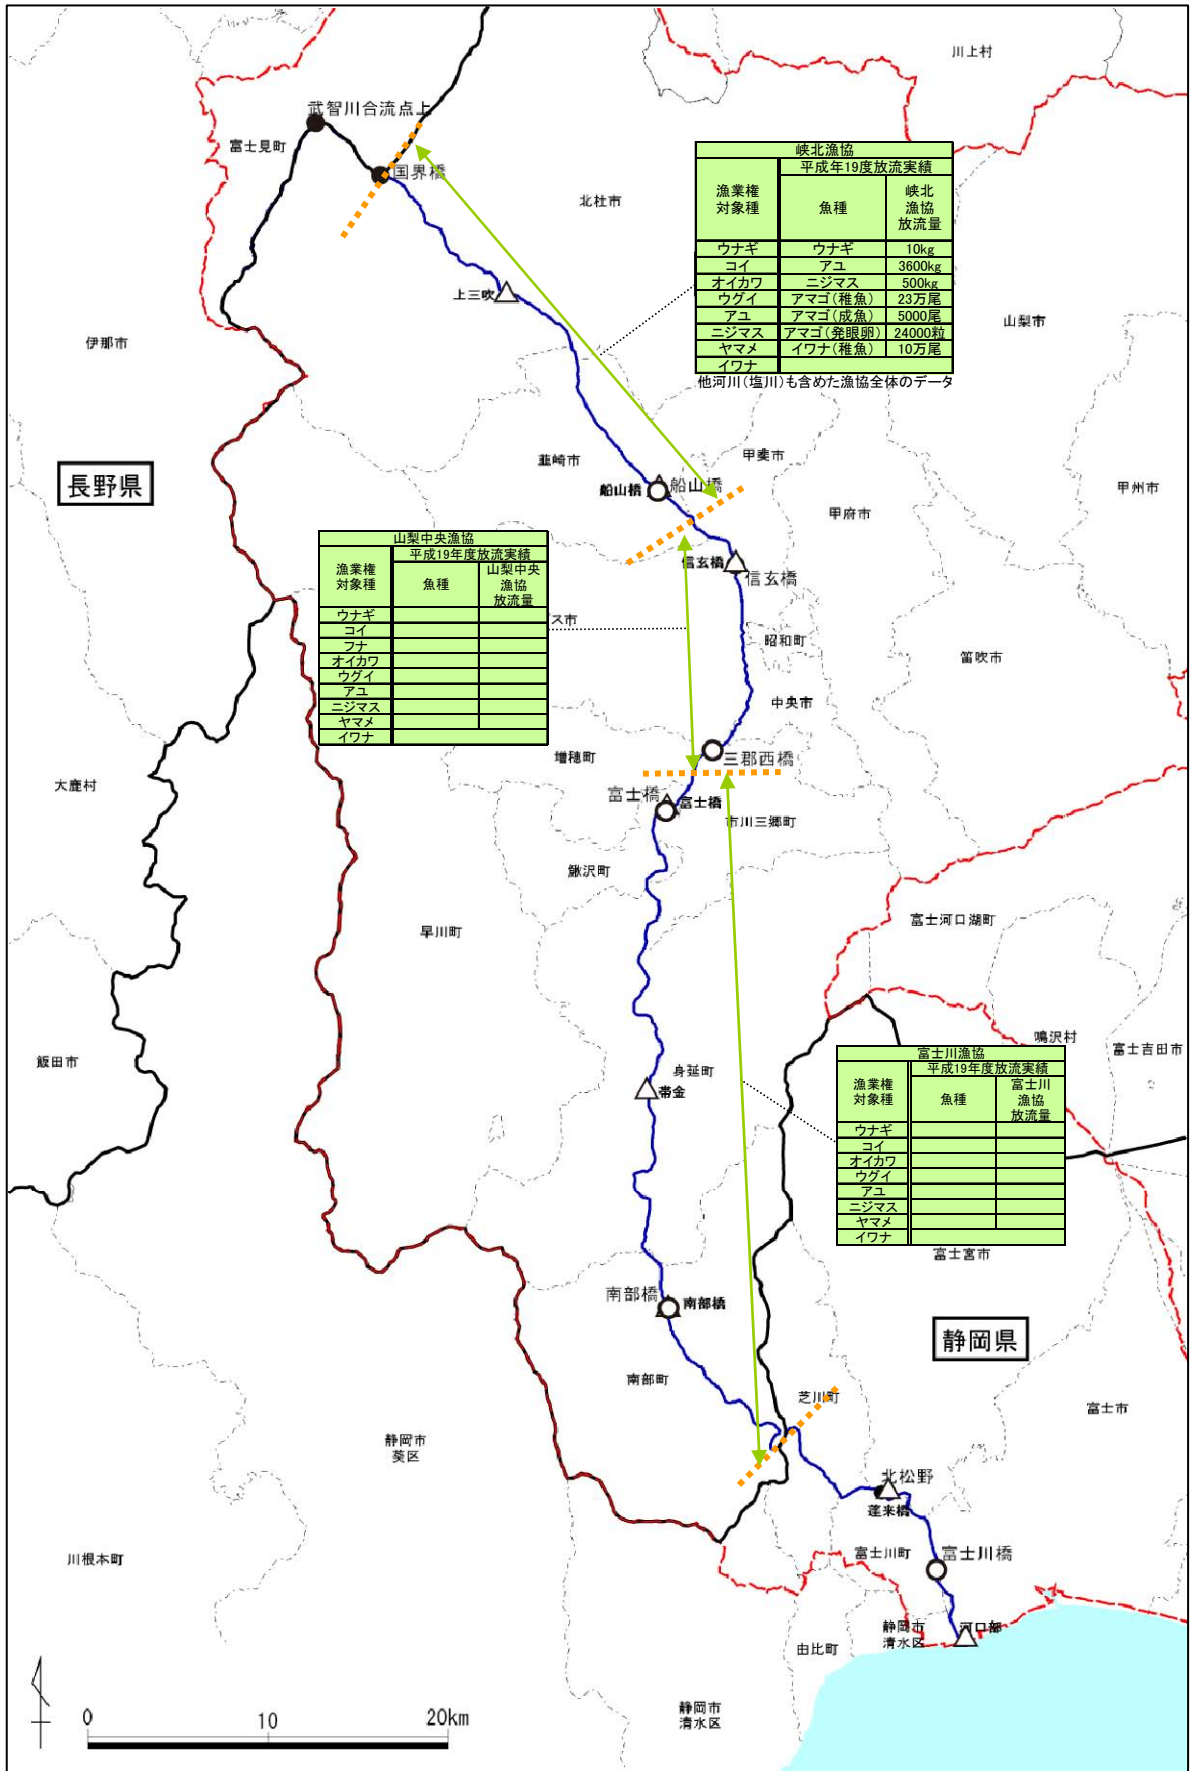 川上村
武智川合流点上
富士見町
国界橋
北杜市
峡北漁協
平成年19度放流実績
漁業権
対象種
魚種
峡北
漁協
放流量
ウナギ ウナギ 10kg
コイ アユ 3600kg
オイカワ ニジマス 500kg
ウグイ アマゴ(稚魚) 23万尾
アユ アマゴ(成魚) 5000尾
ニジマス アマゴ(発眼卵) 24000粒
ヤマメ イワナ(稚魚) 10万尾
イワナ
他河川(塩川)も含めた漁協全体のデータ
上三吹
伊那市
山梨市
長野県
韮崎市
甲斐市
船山橋 船山橋
甲府市
甲州市
山梨中央漁協
平成19年度放流実績
漁業権
対象種
魚種
山梨中央
漁協
放流量
ウナギ
コイ
フナ
オイカワ
ウグイ
アユ
ニジマス
ヤマメ
イワナ
ス市
信玄橋
信玄橋
昭和町
笛吹市
中央市
増穂町
三郡西橋
大鹿村
富士橋 富士橋
市川三郷町
鰍沢町
早川町
富士河口湖町
鳴沢村
富士吉田市
飯田市
身延町
帯金
富士川漁協
平成19年度放流実績
漁業権
対象種
魚種
富士川
漁協
放流量
ウナギ
コイ
オイカワ
ウグイ
アユ
ニジマス
ヤマメ
イワナ
富士宮市
南部橋 南部橋
静岡県
南部町
芝川町
富士市
静岡市
葵区
北松野
蓬来橋
川根本町
富士川町
富士川橋
静岡市
清水区
河口部
由比町
静岡市
清水区
0 10 20km